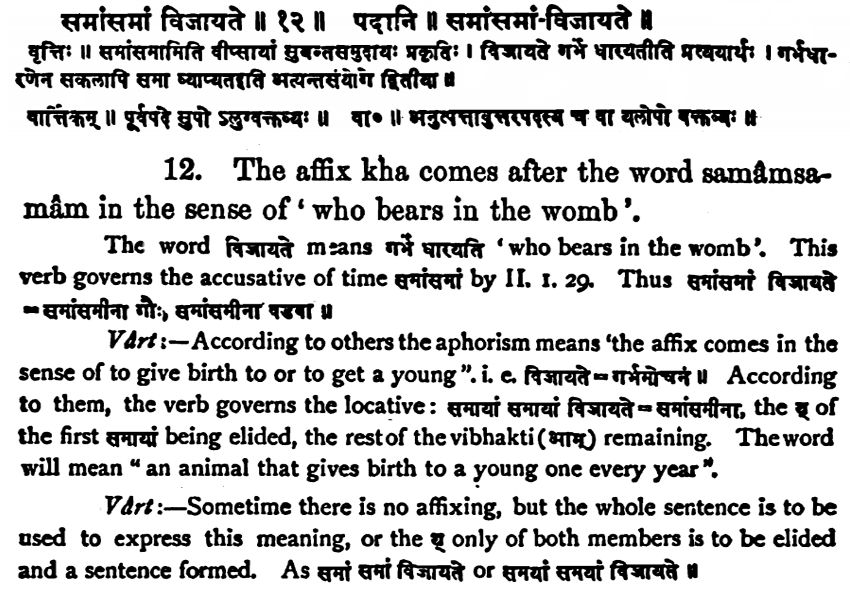 समांसमां विजायते ॥ १२ ॥ पदानि ॥ समांसमां-विजायते ॥
वृत्तिः ॥ समांसमामिति वीप्सायां सुबन्तसमुदायः प्रकृतिः । विजायते गर्भं धारयतीति प्रत्ययार्थः । गर्भधा-
रणेन सकलापि समा व्याप्यतइति अत्यन्तसंयोगे द्वितीया ॥
वार्त्तिकम् ॥ पूर्वपदे सुपो ऽलुग्वक्तव्यः ॥ वा० ॥ अनुत्पत्तावुत्तरपदस्य च वा यलोपो वक्तव्यः ॥
12. The affix kha comes after the word samâmsa-
mâm in the sense of ‘ who bears in the womb ’.
The word विजायते means गर्भे धारयति ‘ who bears in the womb ’. This
verb governs the accusative of time समांसमां by II. 1. 29. Thus समांसमां विजायते
= समांसमीना गौः, समांसमीना वडवा ॥
Vârt :—According to others the aphorism means ‘the affix comes in the
sense of to give birth to or to get a young ”. i. e. विजायते = गर्भमोचनं ॥ According
to them, the verb governs the locative : समायां समायां विजायते = समांसमीना, the य् of
the first समायां being elided, the rest of the vibhakti (आम्) remaining. The word
will mean “ an animal that gives birth to a young one every year ”.
Vârt :—Sometime there is no affixing, but the whole sentence is to be
used to express this meaning, or the य् only of both members is to be elided
and a sentence formed. As समां समां विजायते or समयां समयां विजायते ॥